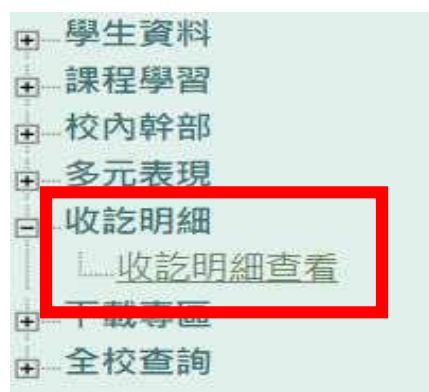 學生資料
課程學習
校內幹部
多元表現
收訖明細
收訖明細查看
下載專區
全校查詢